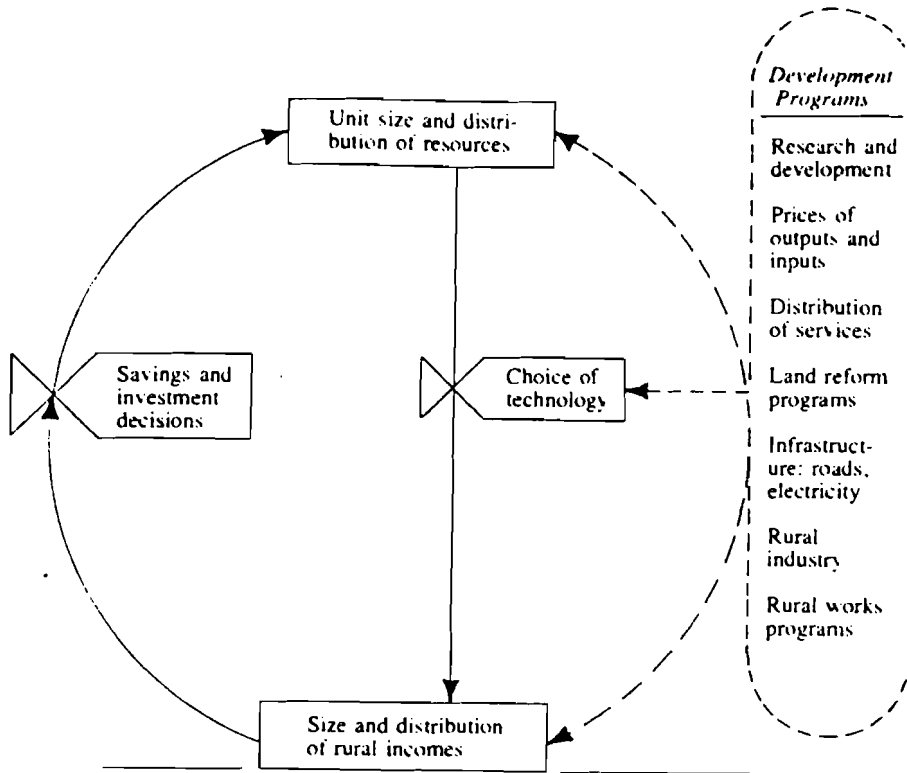 Unit size and distri-
bution of resources
Savings and
investment
decisions
Choice of
technology
Size and distribution
of rural incomes
Development
Programs
Research and
development
Prices of
outputs and
inputs
Distribution
of services
Land reform
programs
Infrastruct-
ure: roads,
electricity
Rural
industry
Rural works
programs